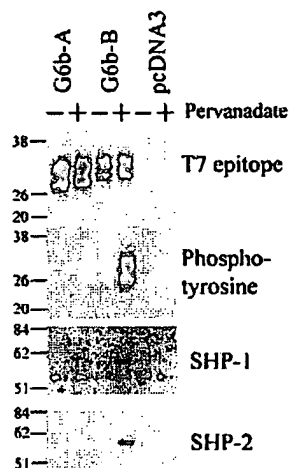 G6b-A G6b-B pcDNA3
- + - + - + Pervanadate
38
T7 epitope
26
20
38
Phospho-
tyrosine
26
20
84
62
SHP-1
51
84
62
SHP-2
51